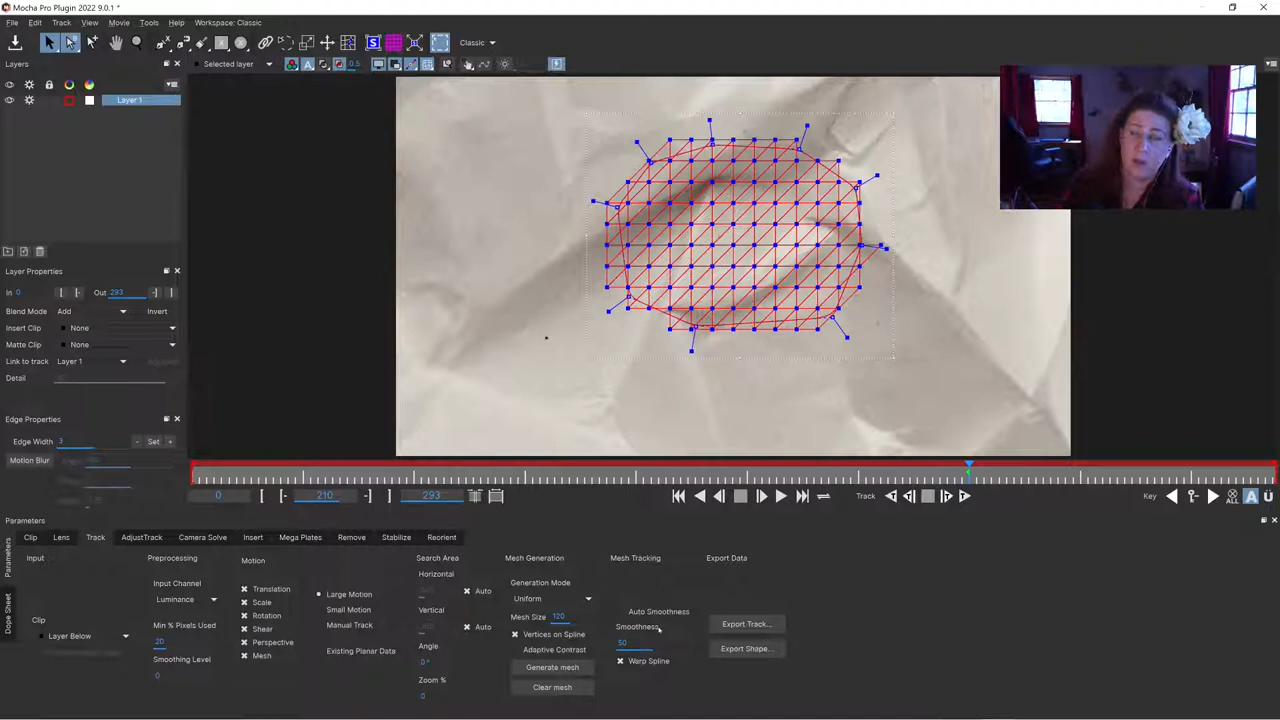 Mocha Pro Plugin 2022 9.0.1 *
File Edit Track View Movie Tools Help Workspace: Classic
Classic
Layers
Selected layer 0.5
Layer 1
Layer Properties
In 0 Out 293
Blend Mode Add Invert
Insert Clip None
Matte Clip None
Link to track Layer 1
Detail
Edge Properties
Edge Width 3 - Set +
Motion Blur
0 210 293 Track Key ALL A
Parameters
Parameters
Dope Sheet
Clip Lens Track AdjustTrack Camera Solve Insert Mega Plates Remove Stabilize Reorient
Input
Clip
Layer Below
Preprocessing
Input Channel
Luminance
Min % Pixels Used
20
Smoothing Level
0
Motion
Translation
Scale
Rotation
Shear
Perspective
Mesh
Large Motion
Small Motion
Manual Track
Existing Planar Data
Search Area
Horizontal
Auto
Vertical
Auto
Angle
0°
Zoom %
0
Mesh Generation
Generation Mode
Uniform
Mesh Size 120
Vertices on Spline
Adaptive Contrast
Generate mesh
Clear mesh
Mesh Tracking
Auto Smoothness
Smoothness
50
Warp Spline
Export Data
Export Track...
Export Shape...